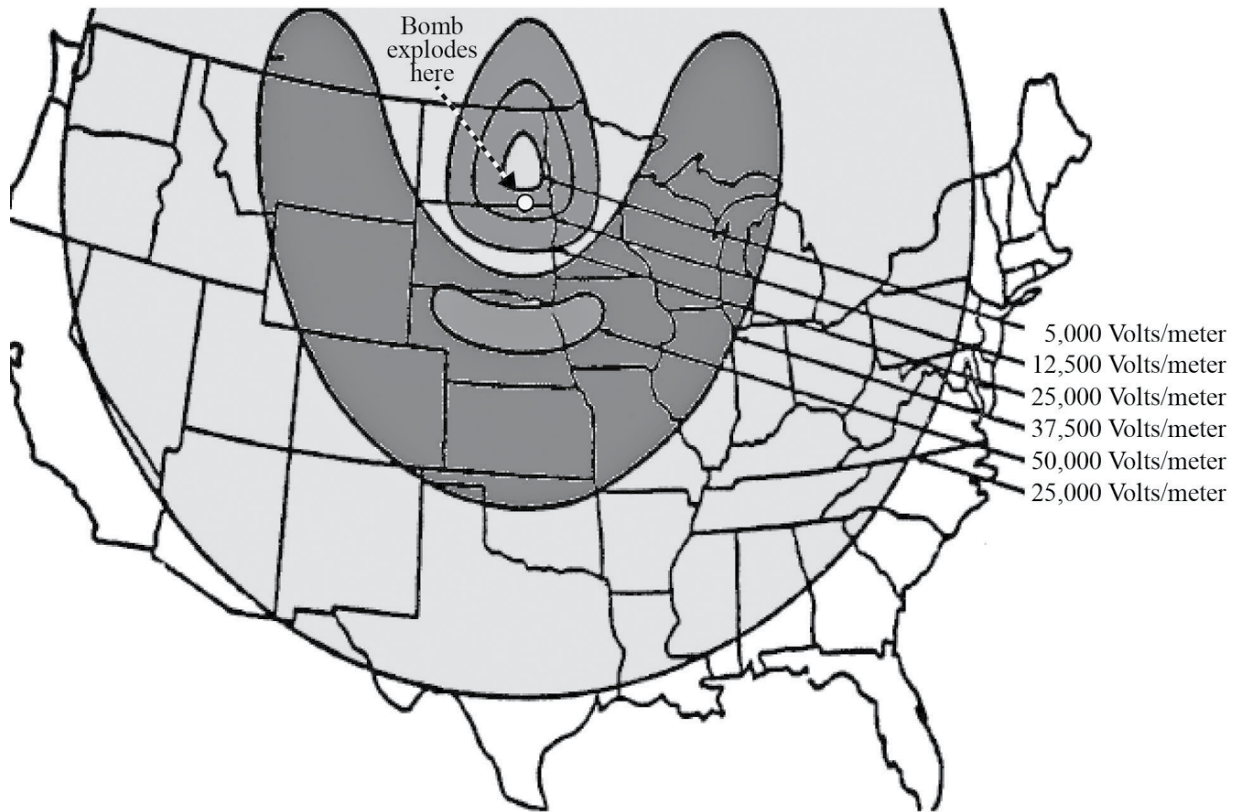 Bomb
explodes
here
5,000 Volts/meter
12,500 Volts/meter
25,000 Volts/meter
37,500 Volts/meter
50,000 Volts/meter
25,000 Volts/meter